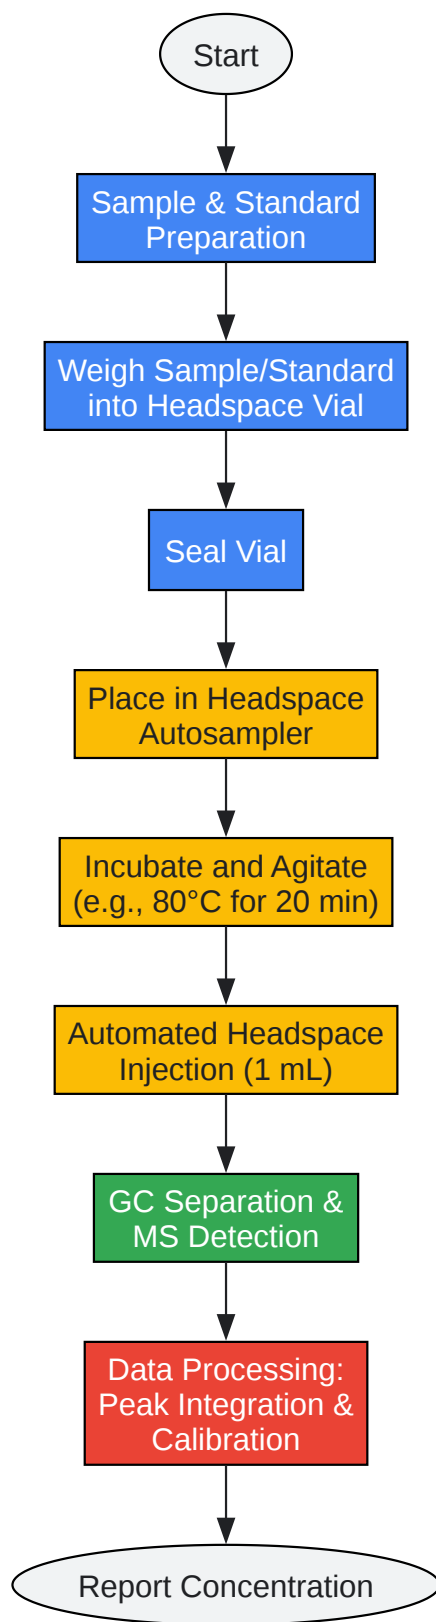 Start
Sample & Standard
Preparation
Weigh Sample/Standard
into Headspace Vial
Seal Vial
Place in Headspace
Autosampler
Incubate and Agitate
(e.g., 80°C for 20 min)
Automated Headspace
Injection (1 mL)
GC Separation &
MS Detection
Data Processing:
Peak Integration &
Calibration
Report Concentration